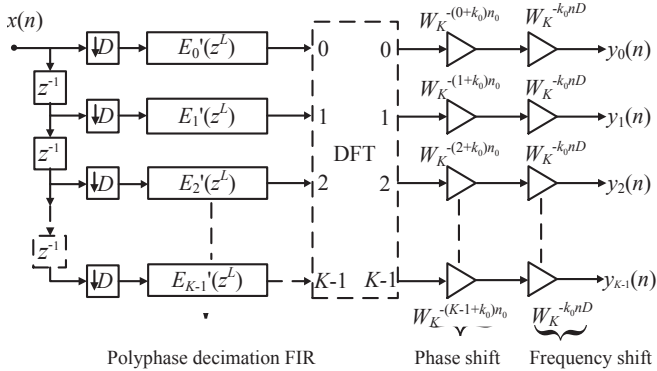 x(n) ↓D E₀'(z^L) 0 0 W_K^-(0+k₀)n₀ W_K^-k₀nD y₀(n)
z⁻¹
↓D E₁'(z^L) 1 1 W_K^-(1+k₀)n₀ W_K^-k₀nD y₁(n)
z⁻¹ DFT
↓D E₂'(z^L) 2 2 W_K^-(2+k₀)n₀ W_K^-k₀nD y₂(n)
z⁻¹
↓D E_K-1'(z^L) K-1 K-1 W_K^-(K-1+k₀)n₀ W_K^-k₀nD y_K-1(n)
Polyphase decimation FIR Phase shift Frequency shift